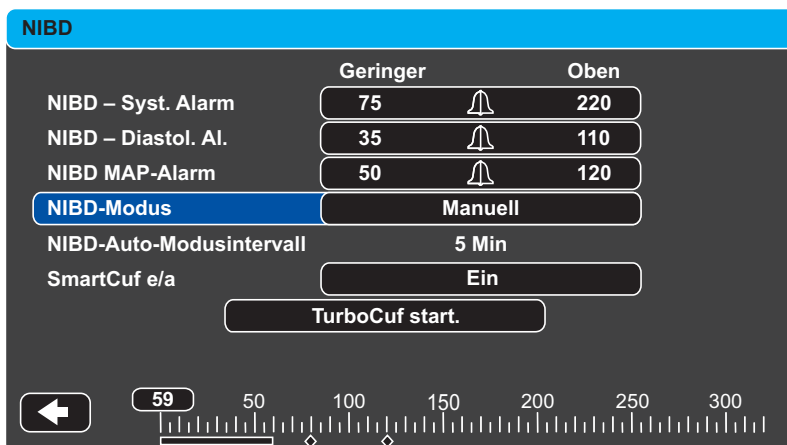 NIBD
Geringer Oben
NIBD – Syst. Alarm 75 220
NIBD – Diastol. Al. 35 110
NIBD MAP-Alarm 50 120
NIBD-Modus Manuell
NIBD-Auto-Modusintervall 5 Min
SmartCuf e/a Ein
TurboCuf start.
59 50 100 150 200 250 300